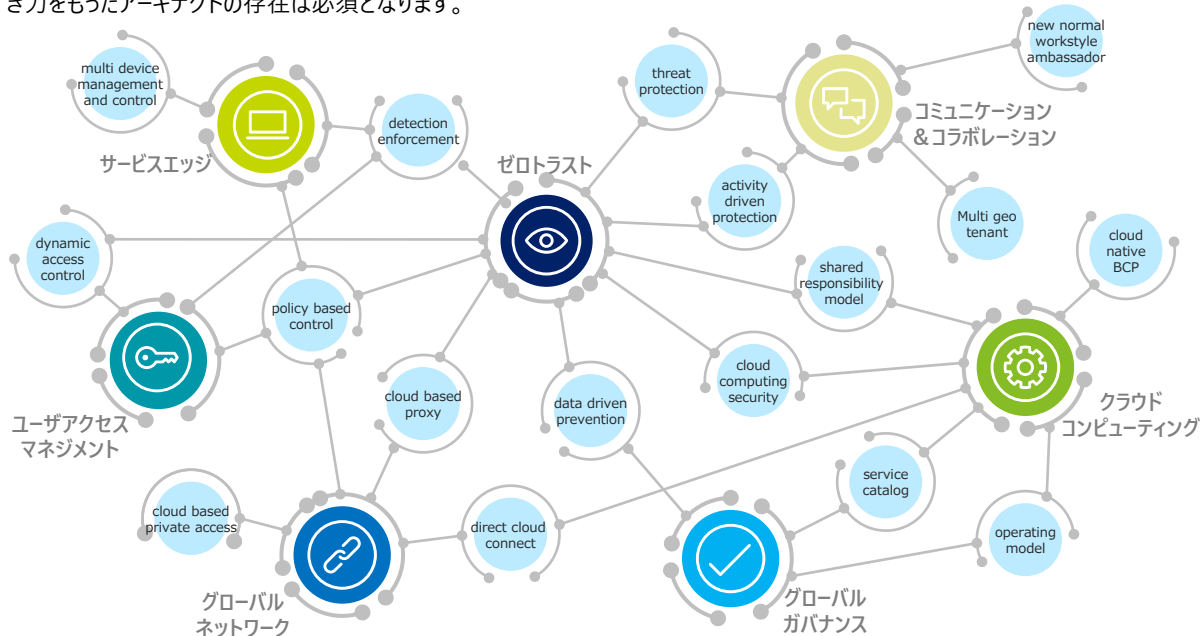 きけん力をもったアーキテクトの存在は必須となります。
new normal
workstyle
ambassador
multi device
management
and control
threat
protection
コミュニケーション
＆コラボレーション
detection
enforcement
サービスエッジ
ゼロトラスト
activity
driven
protection
Multi geo
tenant
dynamic
access
control
cloud
native
BCP
shared
responsibility
model
policy based
control
cloud
computing
security
cloud based
proxy
data driven
prevention
クラウド
コンピューティング
ユーザアクセス
マネジメント
service
catalog
cloud based
private access
direct cloud
connect
operating
model
グローバル
ネットワーク
グローバル
ガバナンス